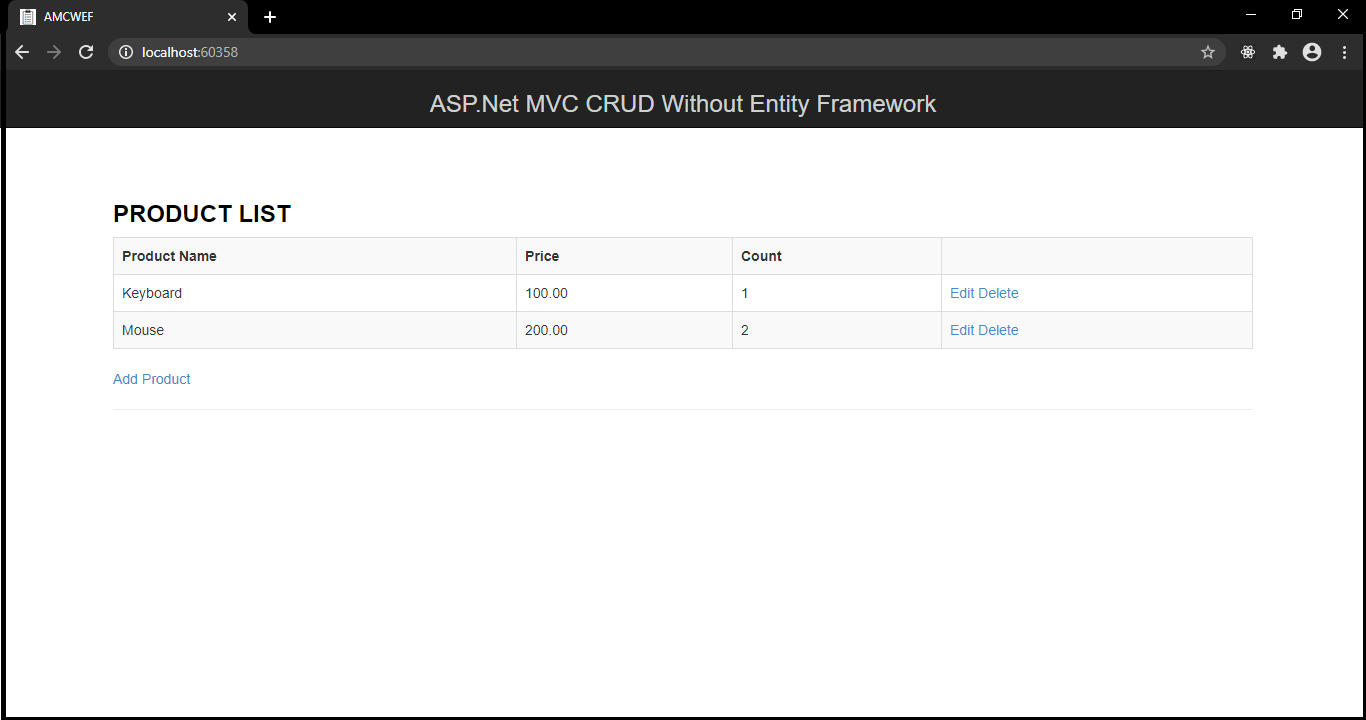 AMCWEF
localhost:60358
ASP.Net MVC CRUD Without Entity Framework
PRODUCT LIST
Product Name Price Count
Keyboard 100.00 1 Edit Delete
Mouse 200.00 2 Edit Delete
Add Product